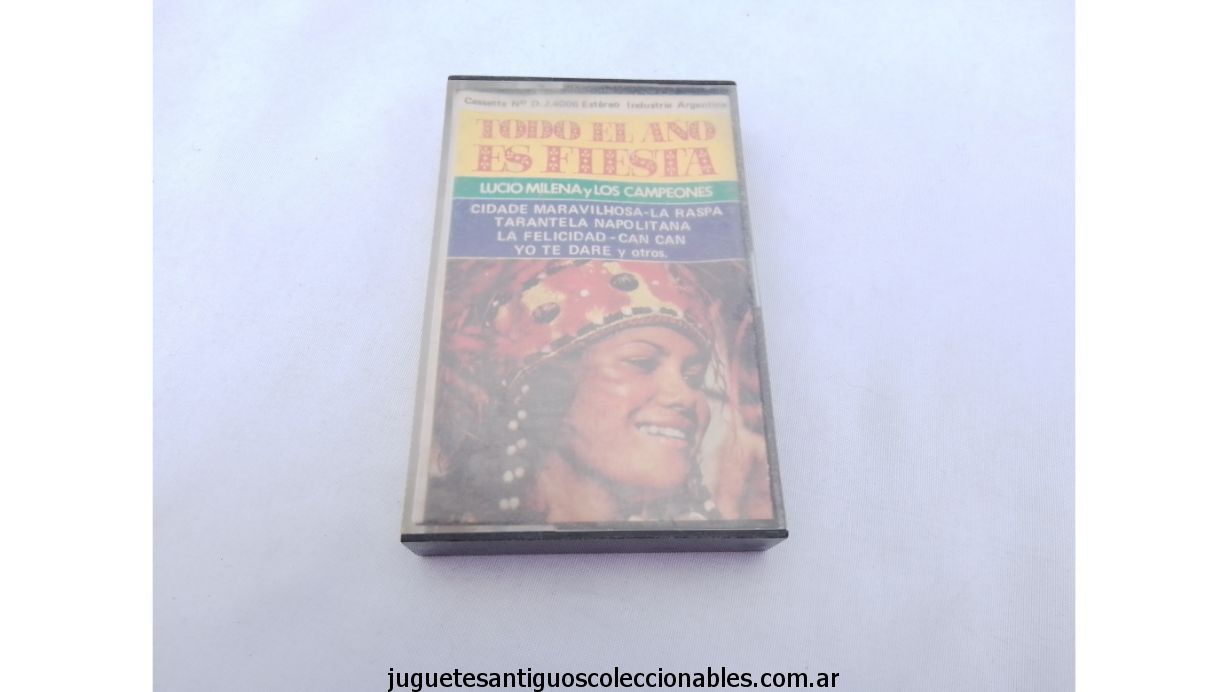 Cassette Nº D.J.4006 Estéreo Industria Argentina
TODO EL AÑO
ES FIESTA
LUCIO MILENA y LOS CAMPEONES
CIDADE MARAVILHOSA-LA RASPA
TARANTELA NAPOLITANA
LA FELICIDAD-CAN CAN
YO TE DARE y otros.
juguetesantiguoscoleccionables.com.ar